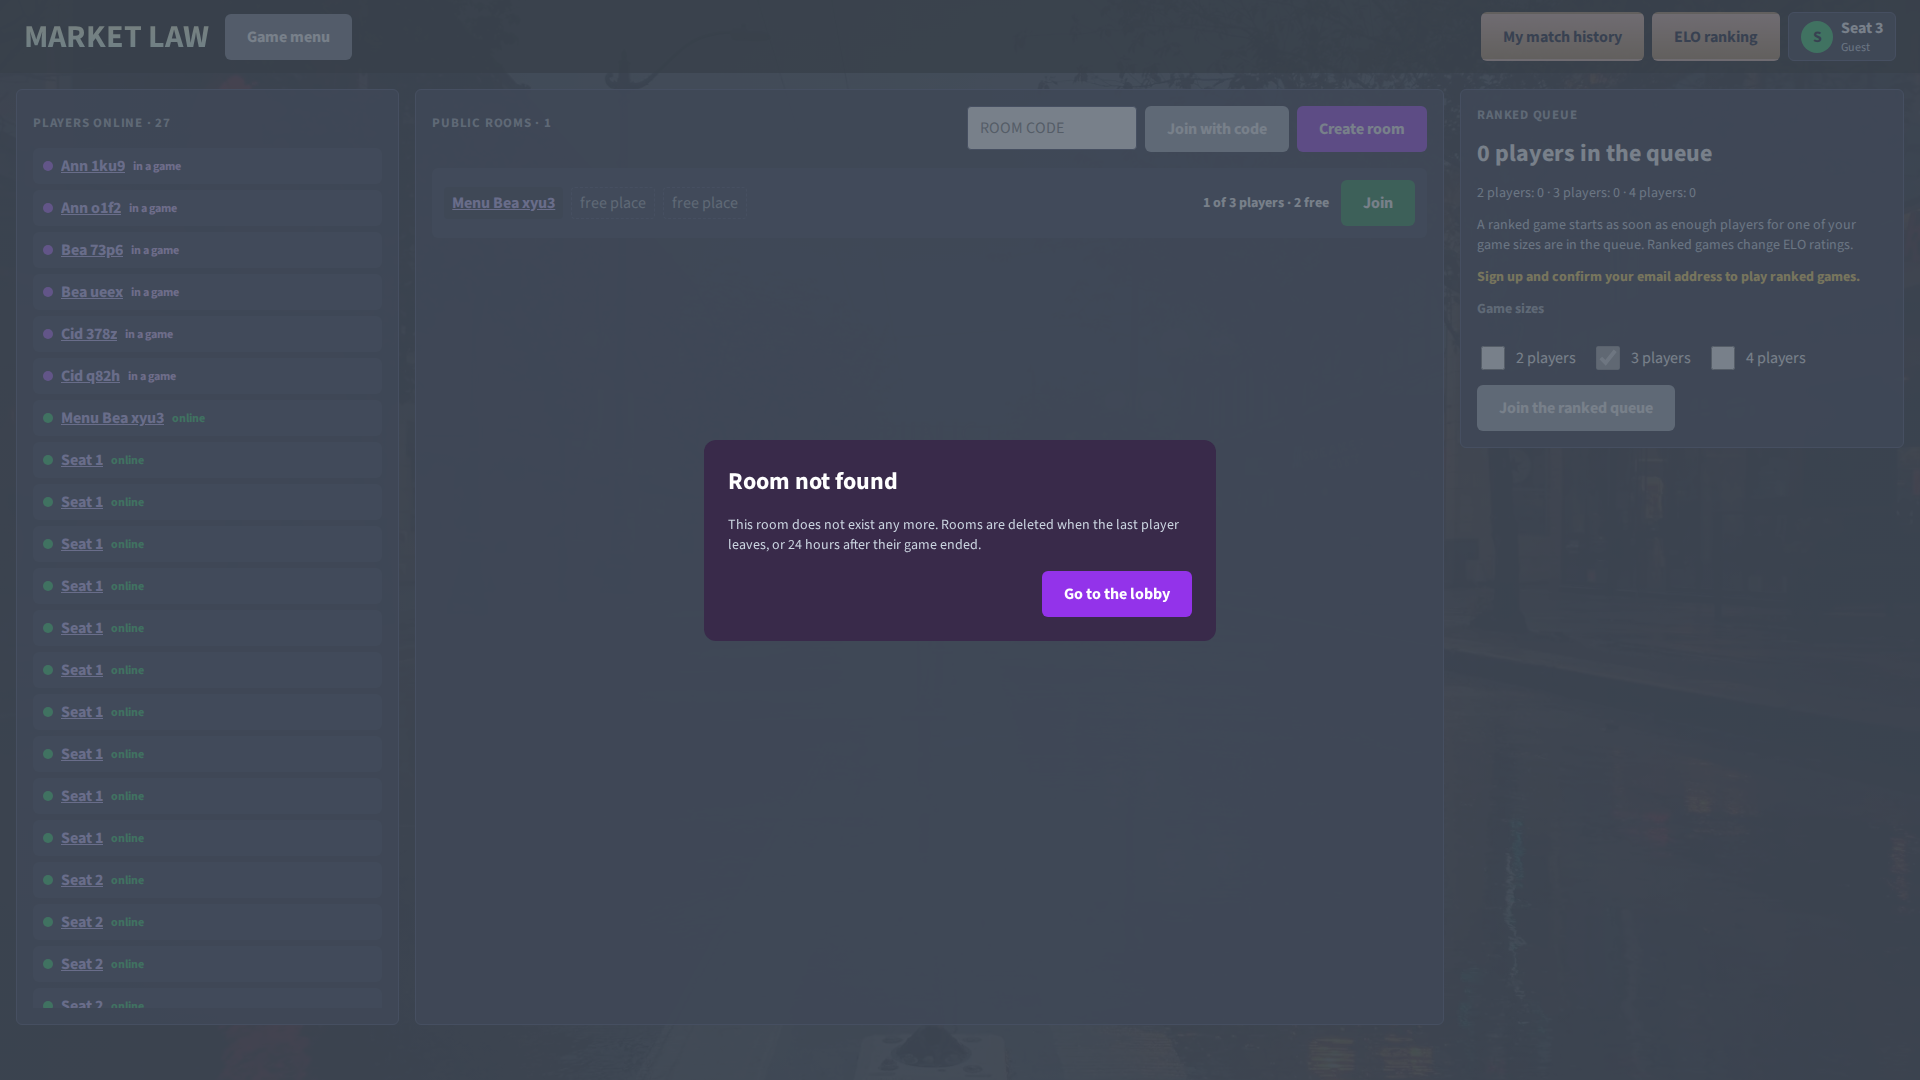 MARKET LAW
Game menu
My match history
ELO ranking
S
Seat 3
Guest
PLAYERS ONLINE · 27
Ann 1ku9 in a game
Ann o1f2 in a game
Bea 73p6 in a game
Bea ueex in a game
Cid 378z in a game
Cid q82h in a game
Menu Bea xyu3 online
Seat 1 online
Seat 1 online
Seat 1 online
Seat 1 online
Seat 1 online
Seat 1 online
Seat 1 online
Seat 1 online
Seat 1 online
Seat 1 online
Seat 2 online
Seat 2 online
Seat 2 online
Seat 2 online
PUBLIC ROOMS · 1
ROOM CODE
Join with code
Create room
Menu Bea xyu3 free place free place
1 of 3 players · 2 free
Join
Room not found
This room does not exist any more. Rooms are deleted when the last player
leaves, or 24 hours after their game ended.
Go to the lobby
RANKED QUEUE
0 players in the queue
2 players: 0 · 3 players: 0 · 4 players: 0
A ranked game starts as soon as enough players for one of your
game sizes are in the queue. Ranked games change ELO ratings.
Sign up and confirm your email address to play ranked games.
Game sizes
2 players 3 players 4 players
Join the ranked queue